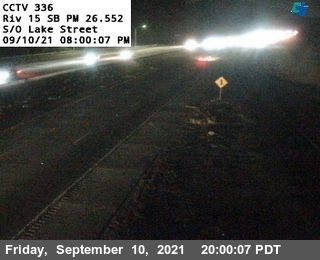 CCTV 336
Riv 15 SB PM 26.552
S/O Lake Street
09/10/21 08:00:07 PM
Friday, September 10, 2021 20:00:07 PDT